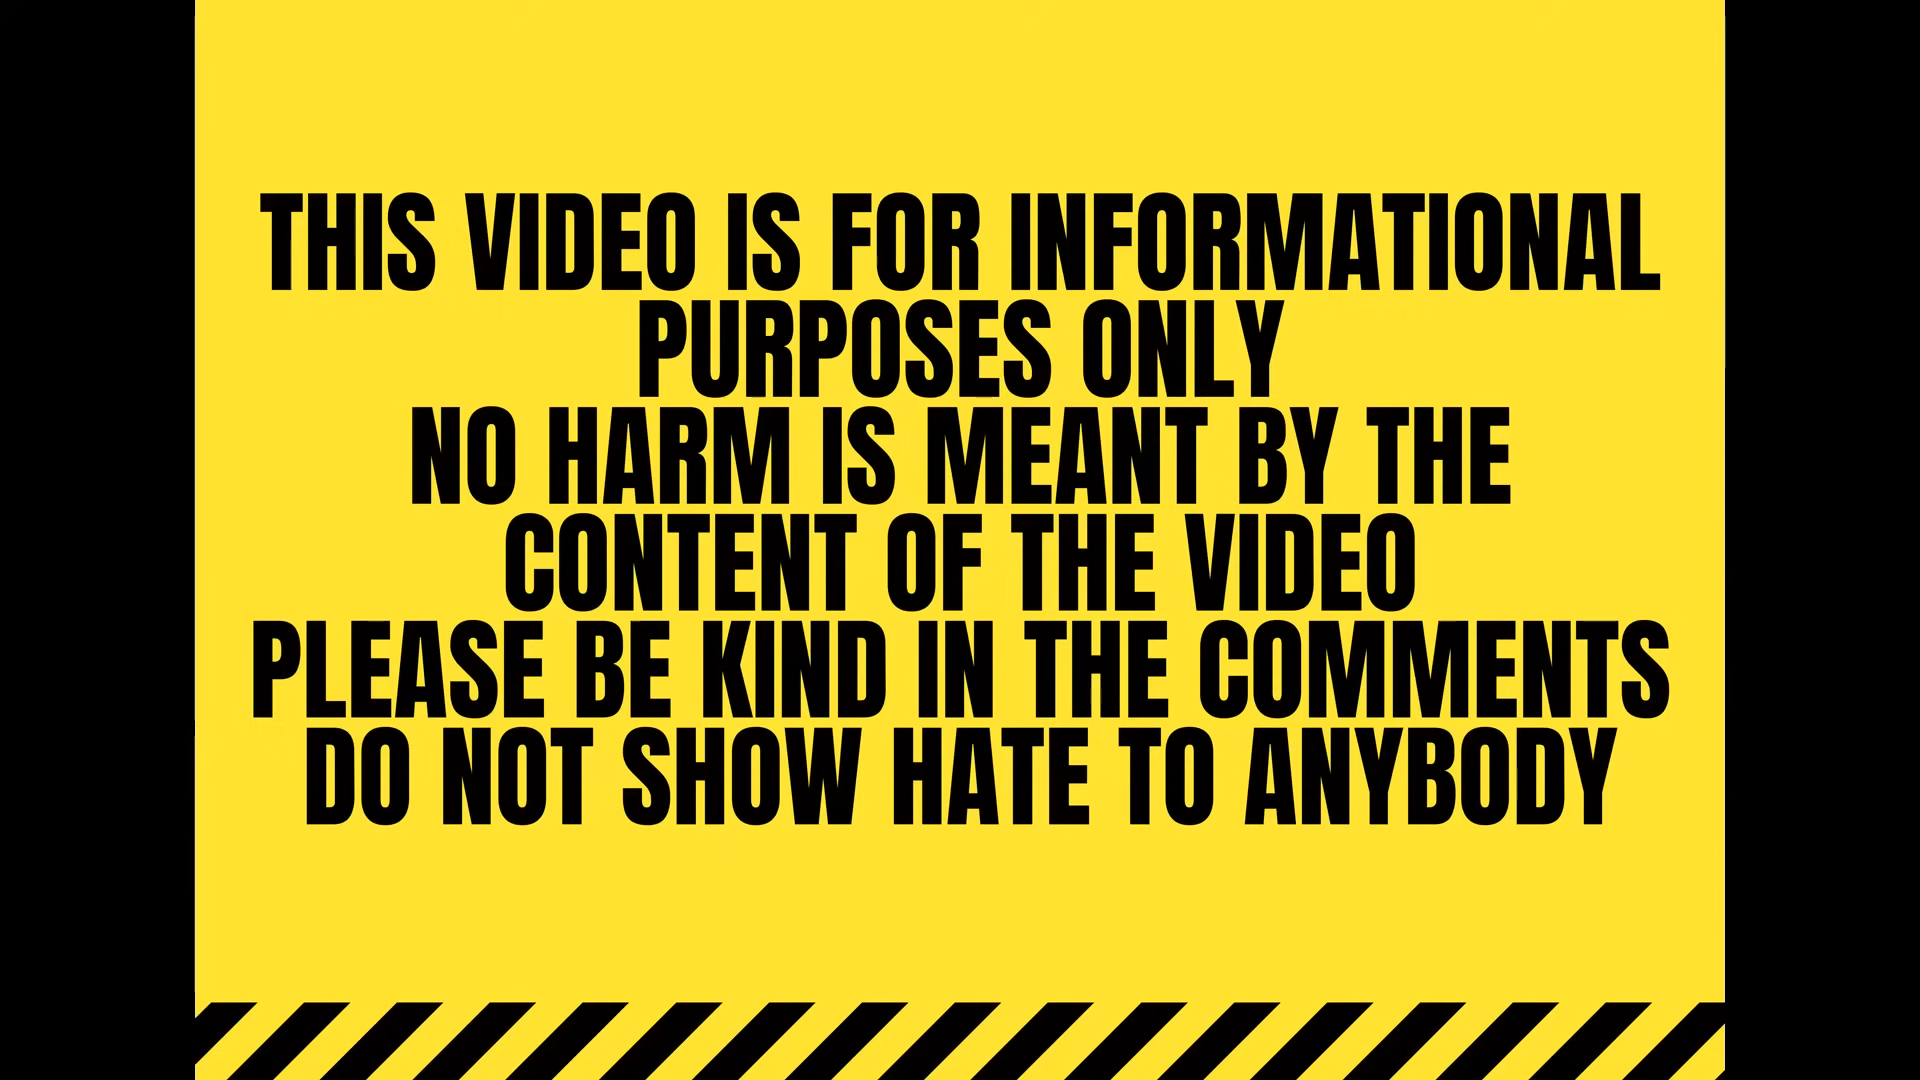 THIS VIDEO IS FOR INFORMATIONAL
PURPOSES ONLY
NO HARM IS MEANT BY THE
CONTENT OF THE VIDEO
PLEASE BE KIND IN THE COMMENTS
DO NOT SHOW HATE TO ANYBODY